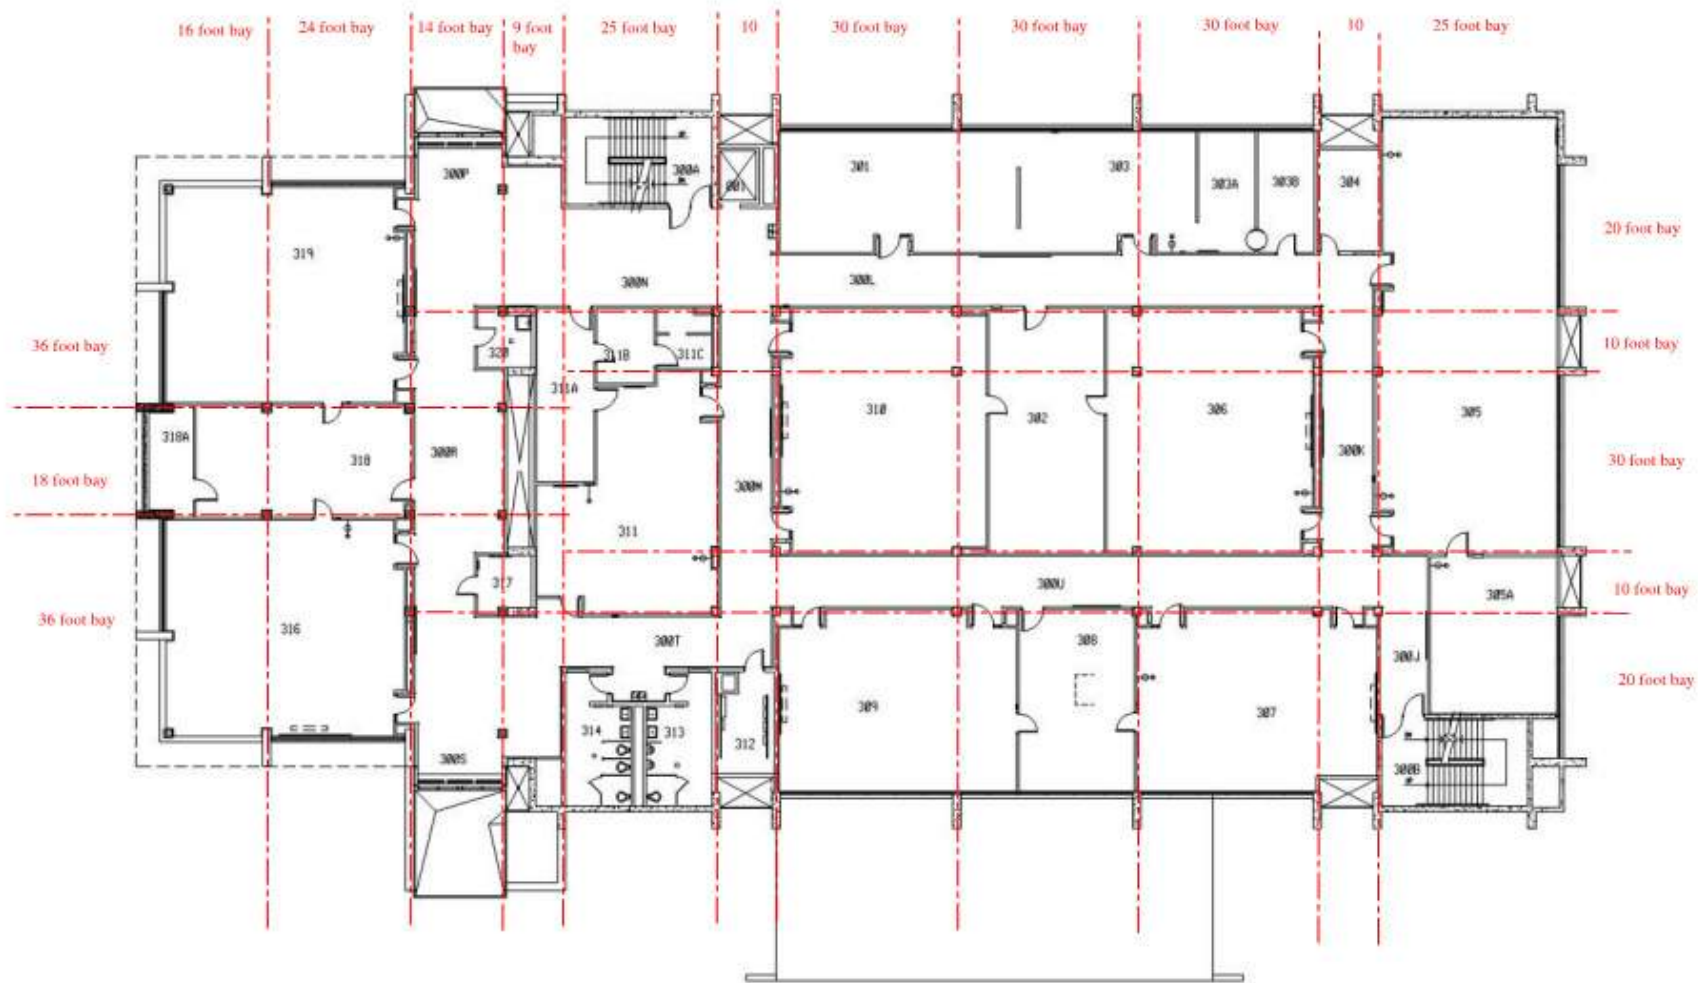 16 foot bay
24 foot bay
14 foot bay
9 foot
bay
25 foot bay
10
30 foot bay
30 foot bay
30 foot bay
10
25 foot bay
300P
300A
001
301
303
303A
303B
304
20 foot bay
319
300N
300L
36 foot bay
320
311B
311C
10 foot bay
311A
310
302
306
305
318A
318
300R
300K
30 foot bay
18 foot bay
300M
311
317
300U
305A
10 foot bay
36 foot bay
316
300T
308
300J
20 foot bay
309
307
314
313
312
300S
300B